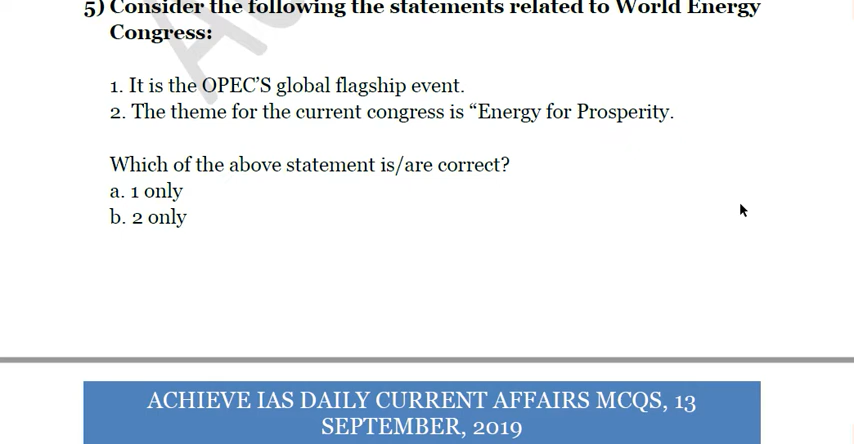 5) Consider the following the statements related to World Energy
Congress:
1. It is the OPEC’S global flagship event.
2. The theme for the current congress is “Energy for Prosperity.
Which of the above statement is/are correct?
a. 1 only
b. 2 only
ACHIEVE IAS DAILY CURRENT AFFAIRS MCQS, 13
SEPTEMBER, 2019